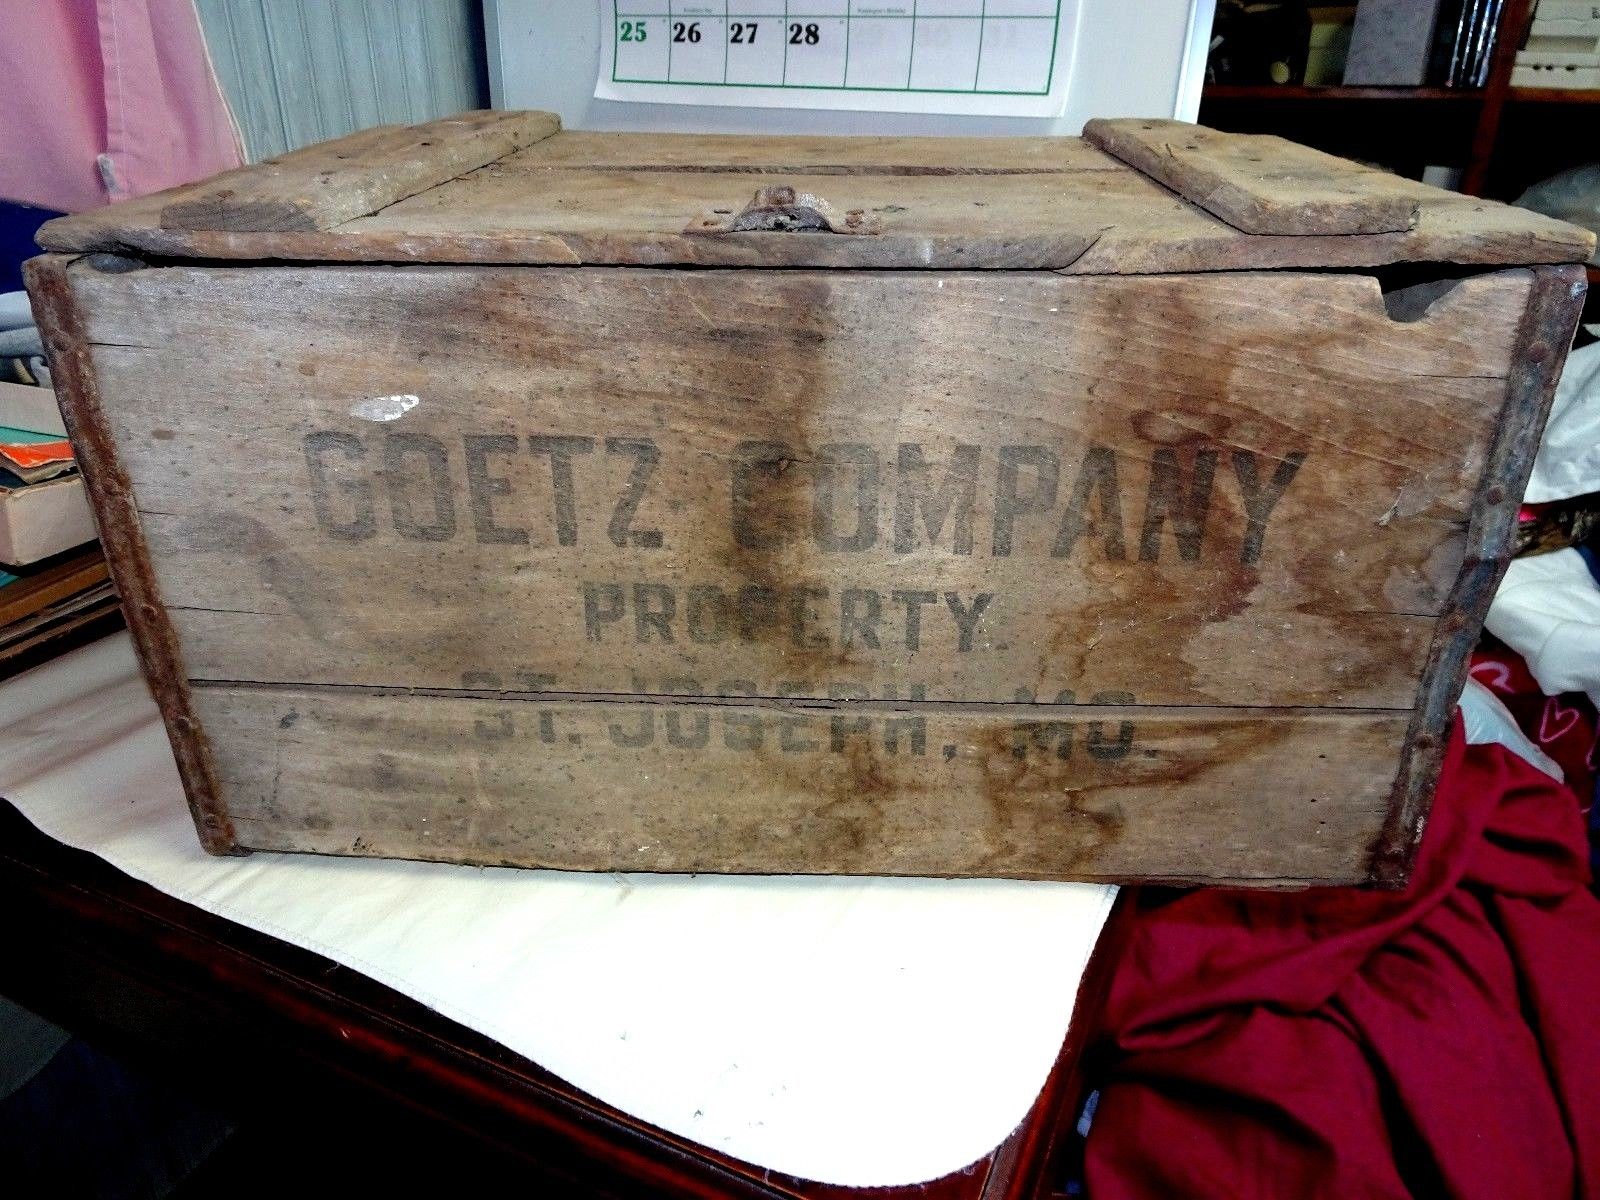 25 26 27 28
GOETZ COMPANY
PROPERTY.
ST. JOSEPH, MO.